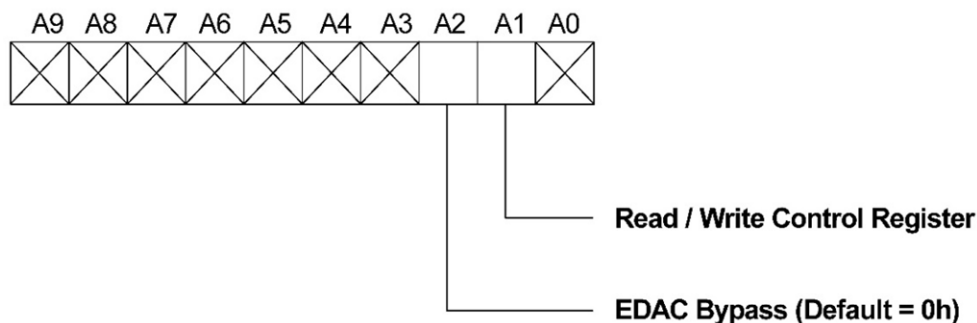 A9 A8 A7 A6 A5 A4 A3 A2 A1 A0
Read / Write Control Register
EDAC Bypass (Default = 0h)